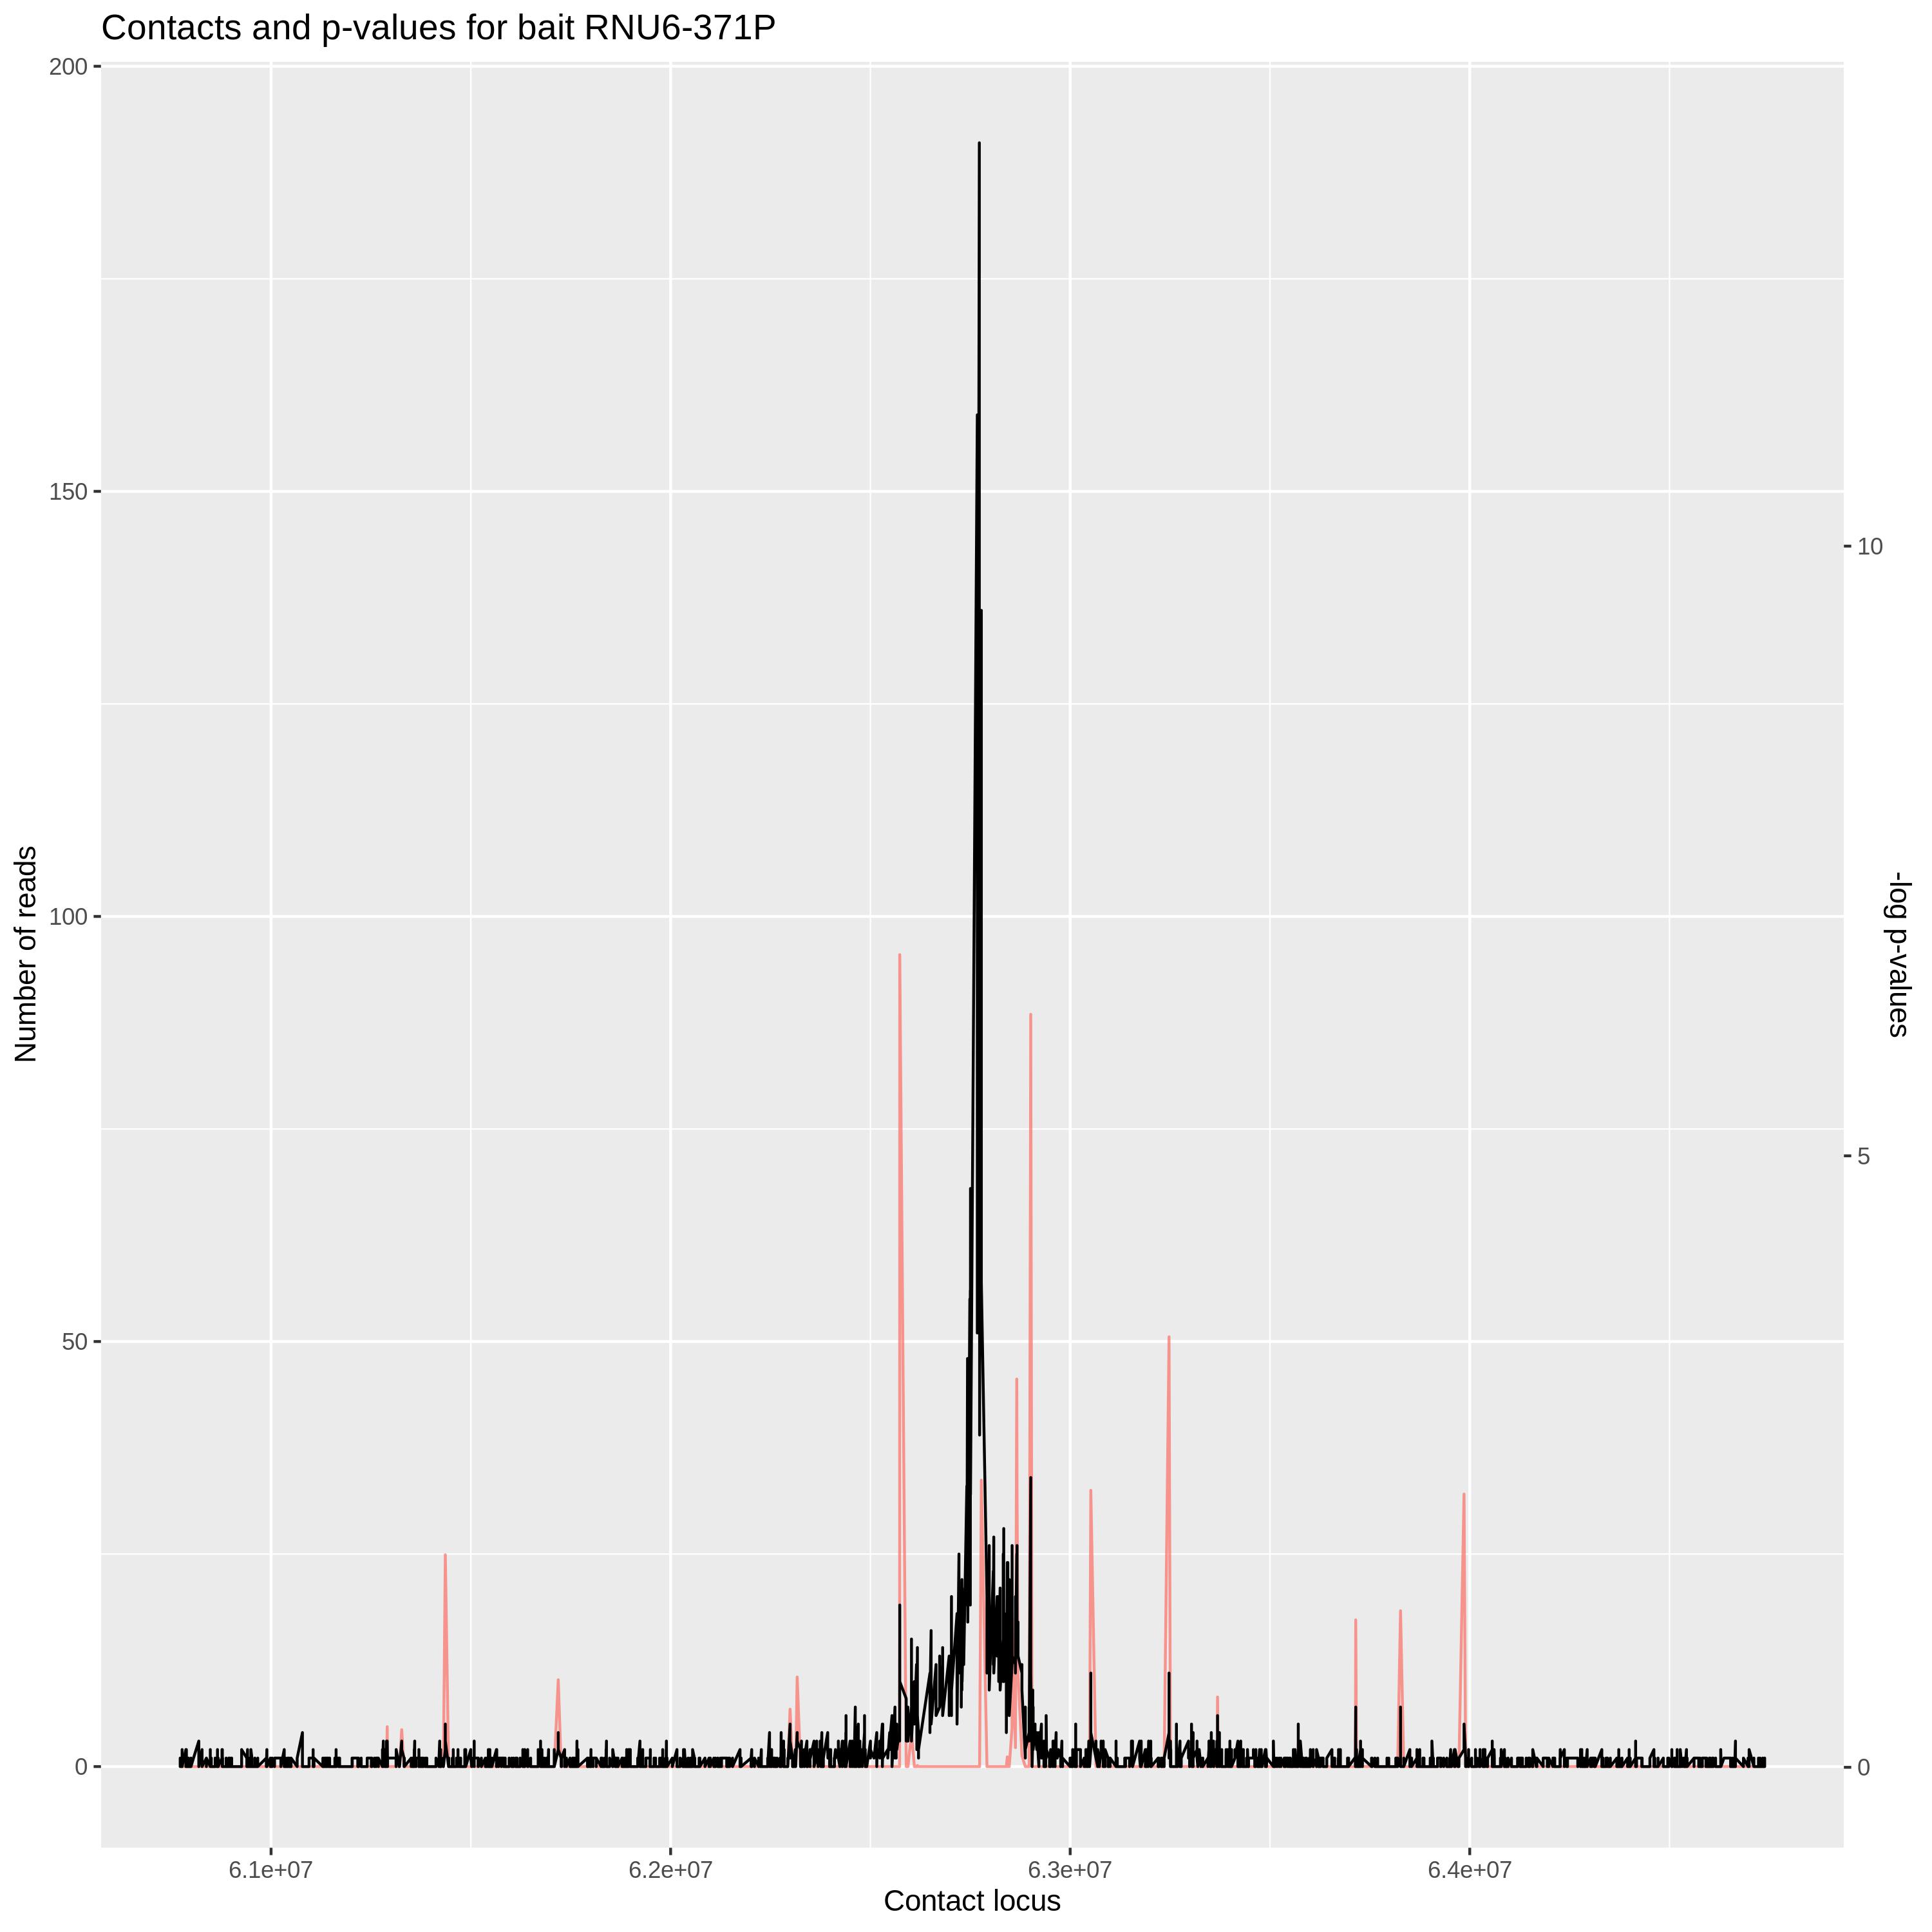 Contacts and p-values for bait RNU6-371P
200
150
100
50
0
Number of reads
10
5
0
-log p-values
6.1e+07
6.2e+07
6.3e+07
6.4e+07
Contact locus